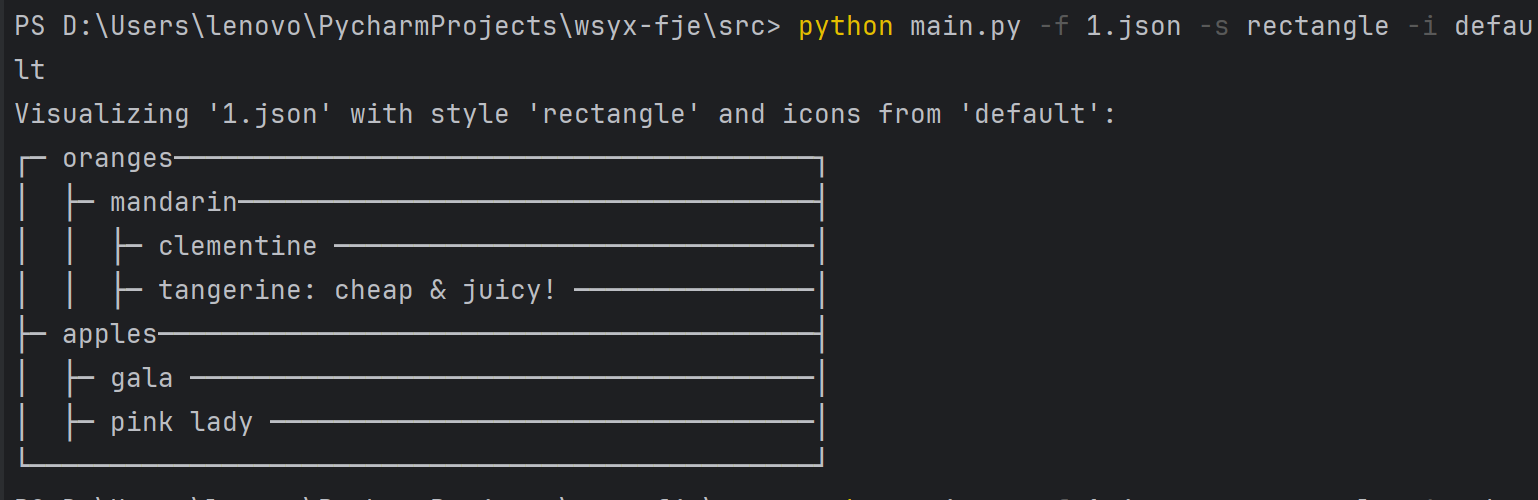 PS D:\Users\lenovo\PycharmProjects\wsyx-fje\src> python main.py -f 1.json -s rectangle -i defau
lt
Visualizing '1.json' with style 'rectangle' and icons from 'default':
┌─ oranges────────────────────────────────────────┐
│  ├─ mandarin────────────────────────────────────┤
│  │  ├─ clementine ──────────────────────────────│
│  │  ├─ tangerine: cheap & juicy! ───────────────│
├─ apples─────────────────────────────────────────┤
│  ├─ gala ───────────────────────────────────────│
│  ├─ pink lady ──────────────────────────────────│
└─────────────────────────────────────────────────┘